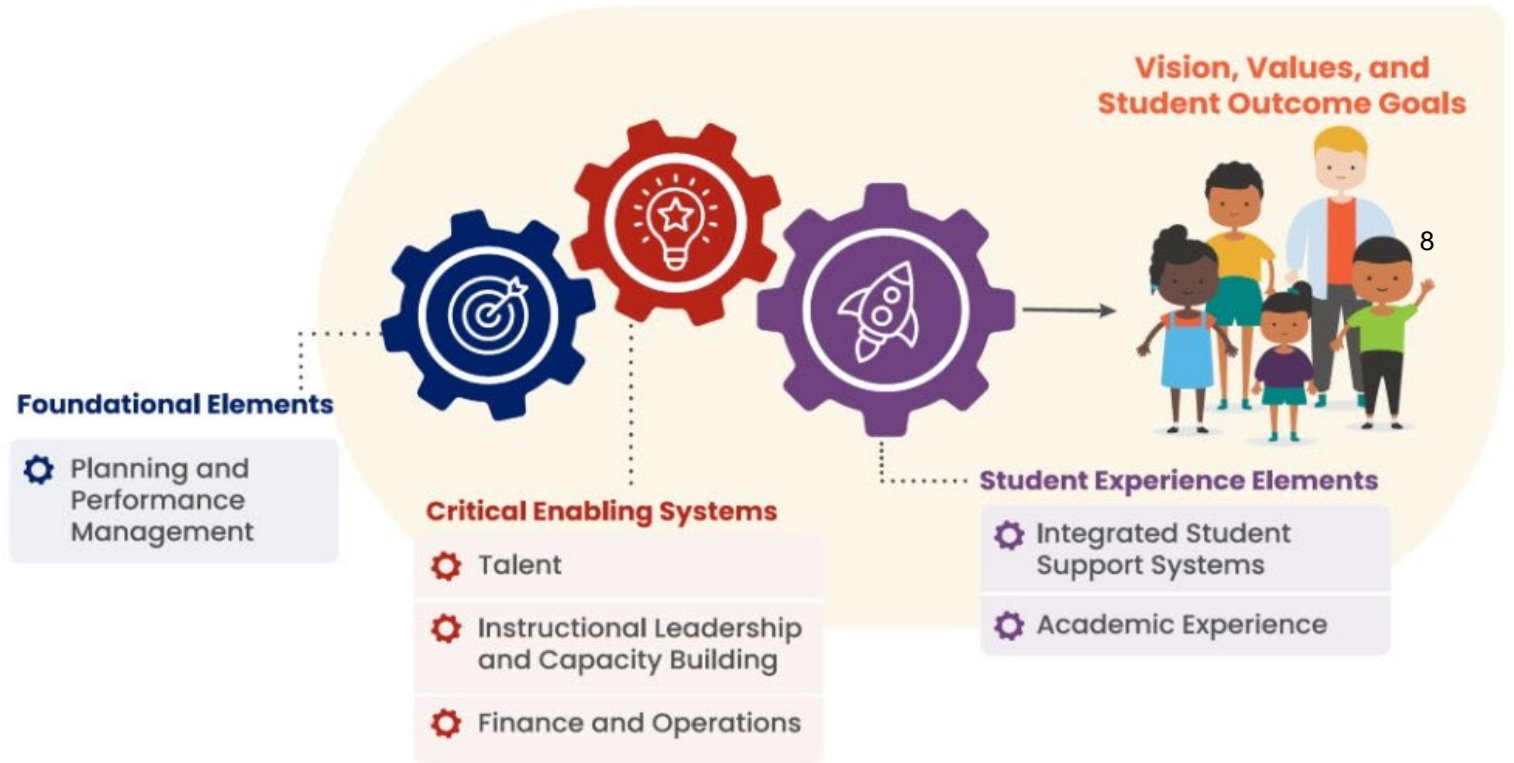 Vision, Values, and
Student Outcome Goals
8
Foundational Elements
Planning and
Performance
Management
Critical Enabling Systems
Talent
Instructional Leadership
and Capacity Building
Finance and Operations
Student Experience Elements
Integrated Student
Support Systems
Academic Experience